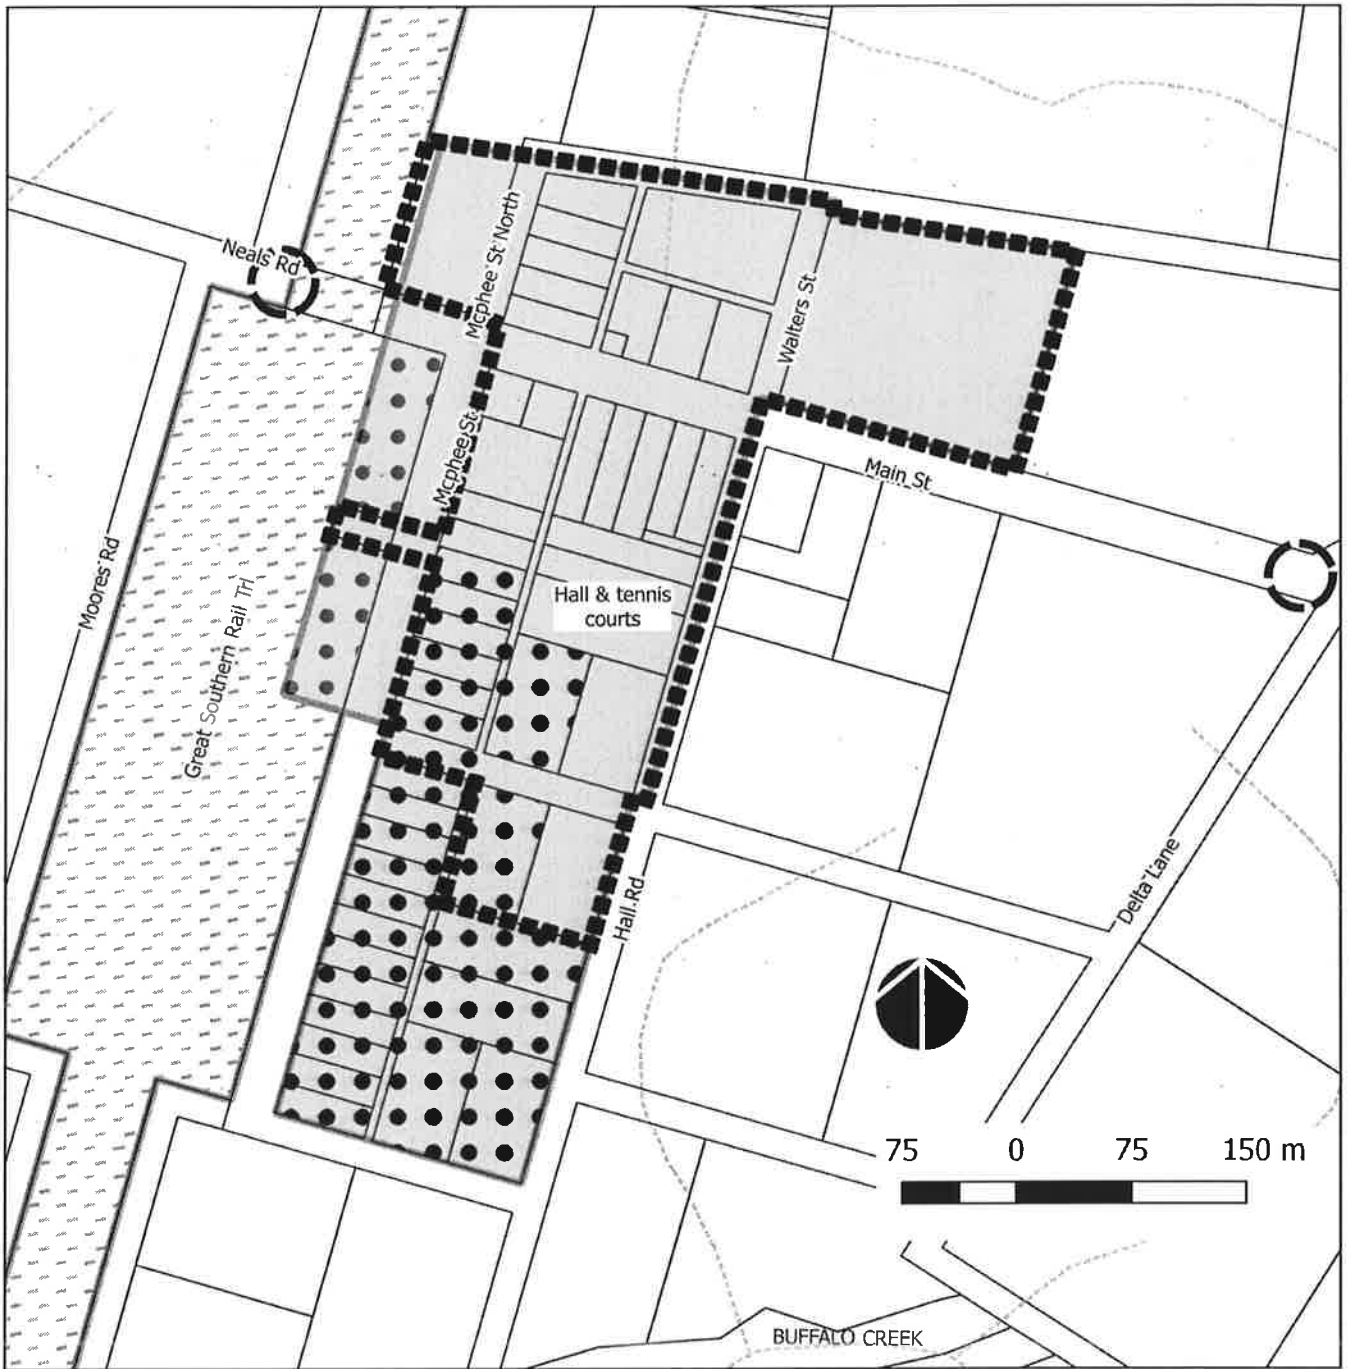 Neals Rd
Mcphee St North
Walters St
Mcphee St
Main St
Moores Rd
Hall & tennis
courts
Great Southern Rail Trl
Delta Lane
Hall Rd
75 0 75 150 m
BUFFALO CREEK